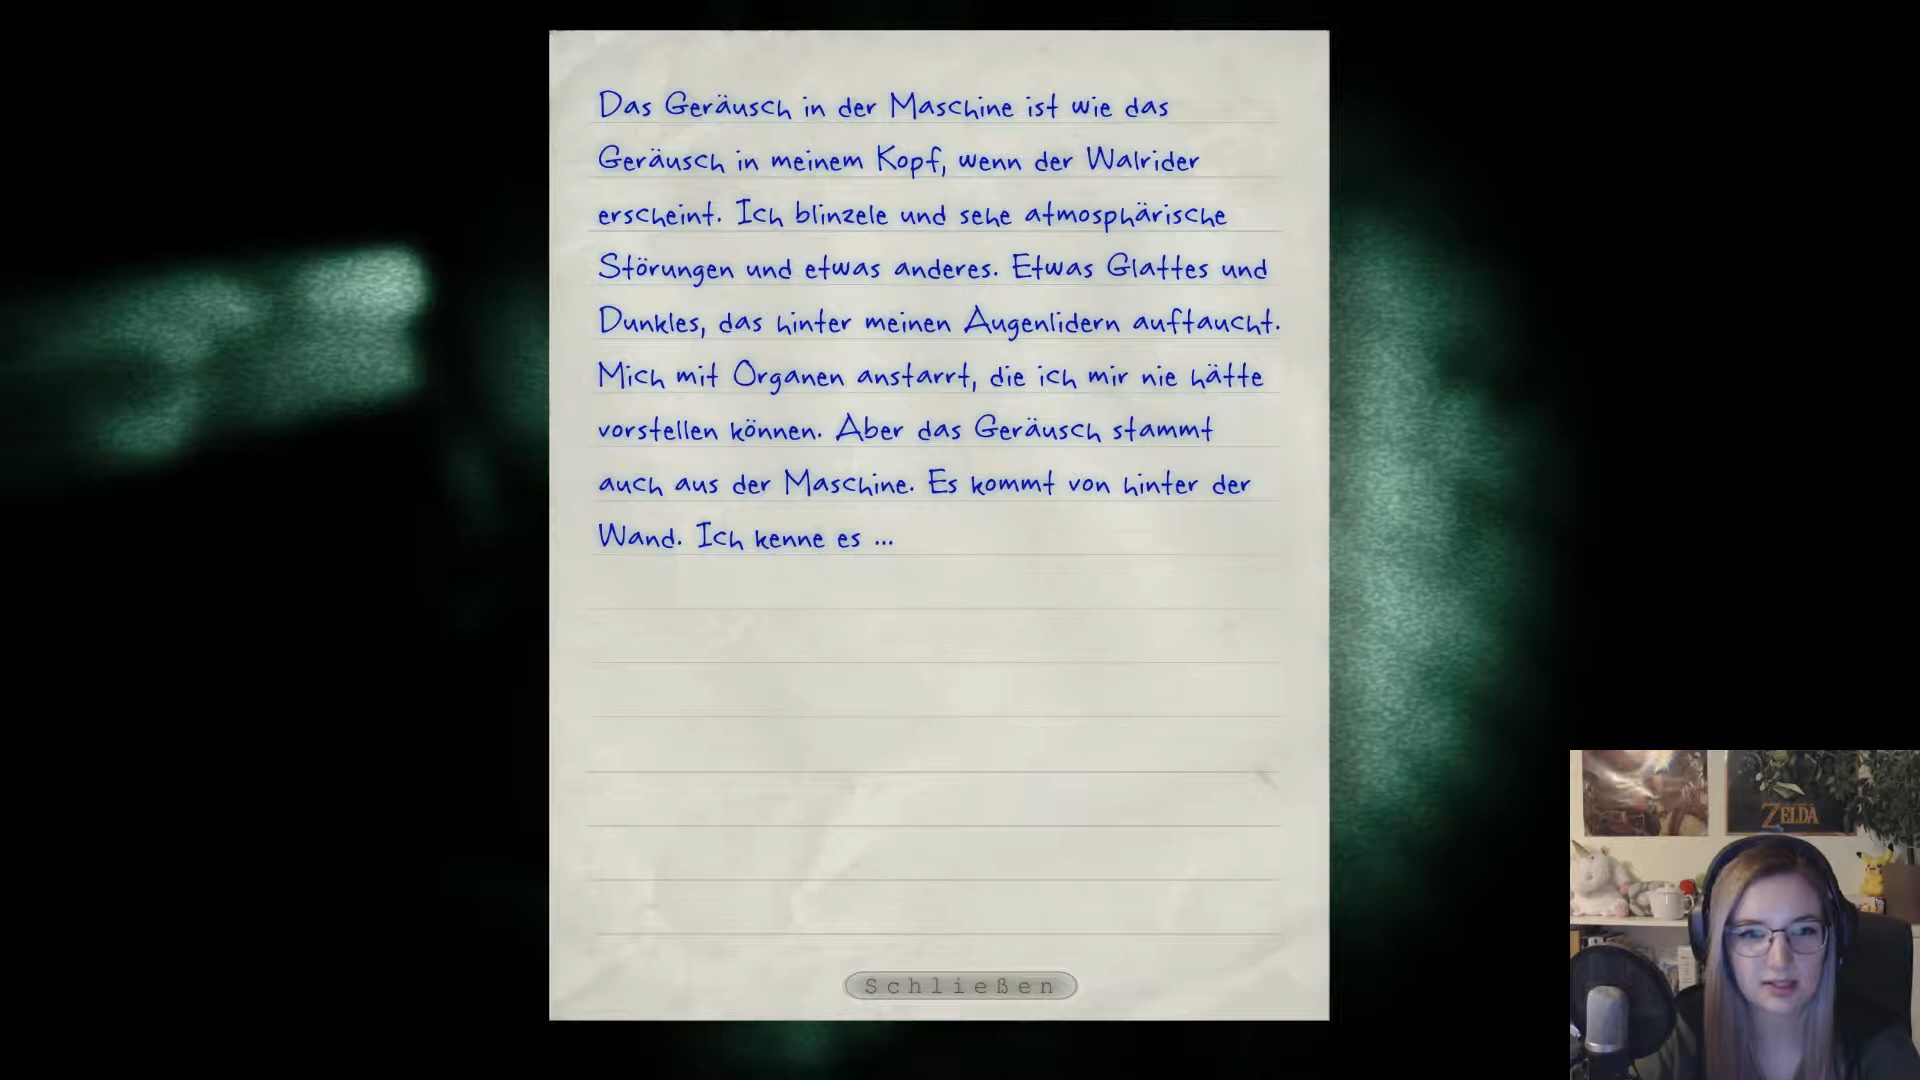 Das Geräusch in der Maschine ist wie das
Geräusch in meinem Kopf, wenn der Walrider
erscheint. Ich blinzele und sehe atmosphärische
Störungen und etwas anderes. Etwas Glattes und
Dunkles, das hinter meinen Augenlidern auftaucht.
Mich mit Organen anstarrt, die ich mir nie hätte
vorstellen können. Aber das Geräusch stammt
auch aus der Maschine. Es kommt von hinter der
Wand. Ich kenne es ...
Schließen
ZELDA